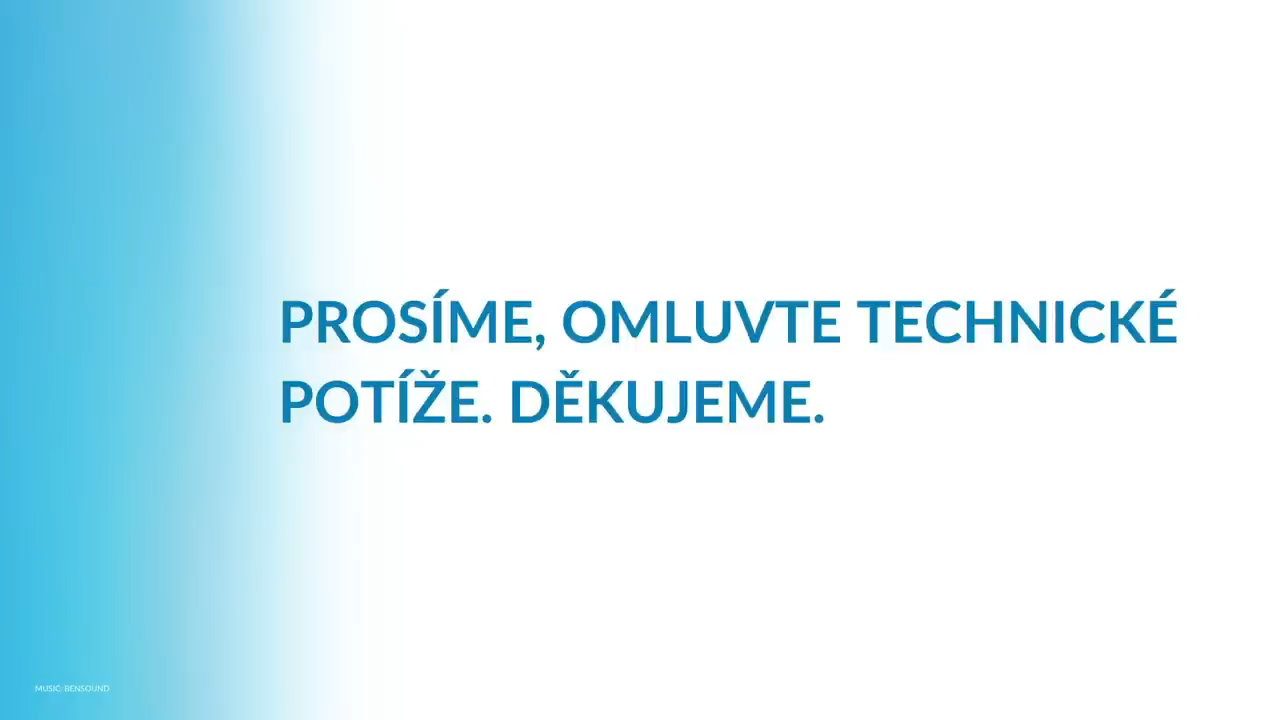 PROSÍME, OMLUVTE TECHNICKÉ
POTÍŽE. DĚKUJEME.
MUSIC: BENSOUND